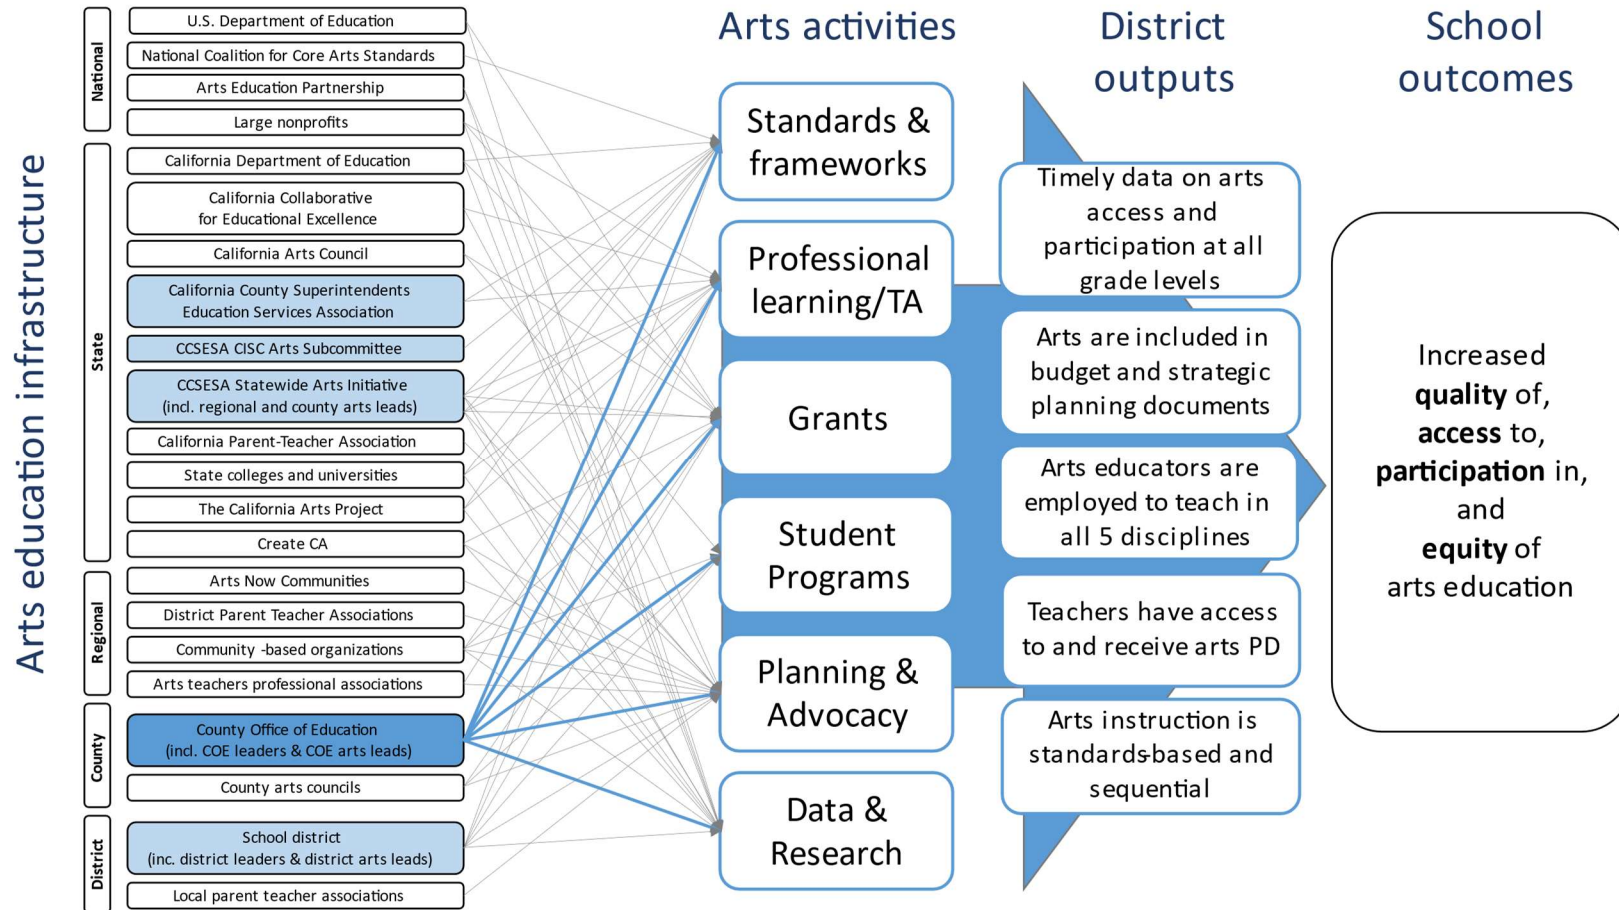 Arts education infrastructure
National
U.S. Department of Education
National Coalition for Core Arts Standards
Arts Education Partnership
Large nonprofits
State
California Department of Education
California Collaborative
for Educational Excellence
California Arts Council
California County Superintendents
Education Services Association
CCSESA CISC Arts Subcommittee
CCSESA Statewide Arts Initiative
(incl. regional and county arts leads)
California Parent-Teacher Association
State colleges and universities
The California Arts Project
Create CA
Regional
Arts Now Communities
District Parent Teacher Associations
Community -based organizations
Arts teachers professional associations
County
County Office of Education
(incl. COE leaders & COE arts leads)
County arts councils
District
School district
(inc. district leaders & district arts leads)
Local parent teacher associations
Arts activities
Standards &
frameworks
Professional
learning/TA
Grants
Student
Programs
Planning &
Advocacy
Data &
Research
District
outputs
Timely data on arts
access and
participation at all
grade levels
Arts are included in
budget and strategic
planning documents
Arts educators are
employed to teach in
all 5 disciplines
Teachers have access
to and receive arts PD
Arts instruction is
standards-based and
sequential
School
outcomes
Increased
quality of,
access to,
participation in,
and
equity of
arts education